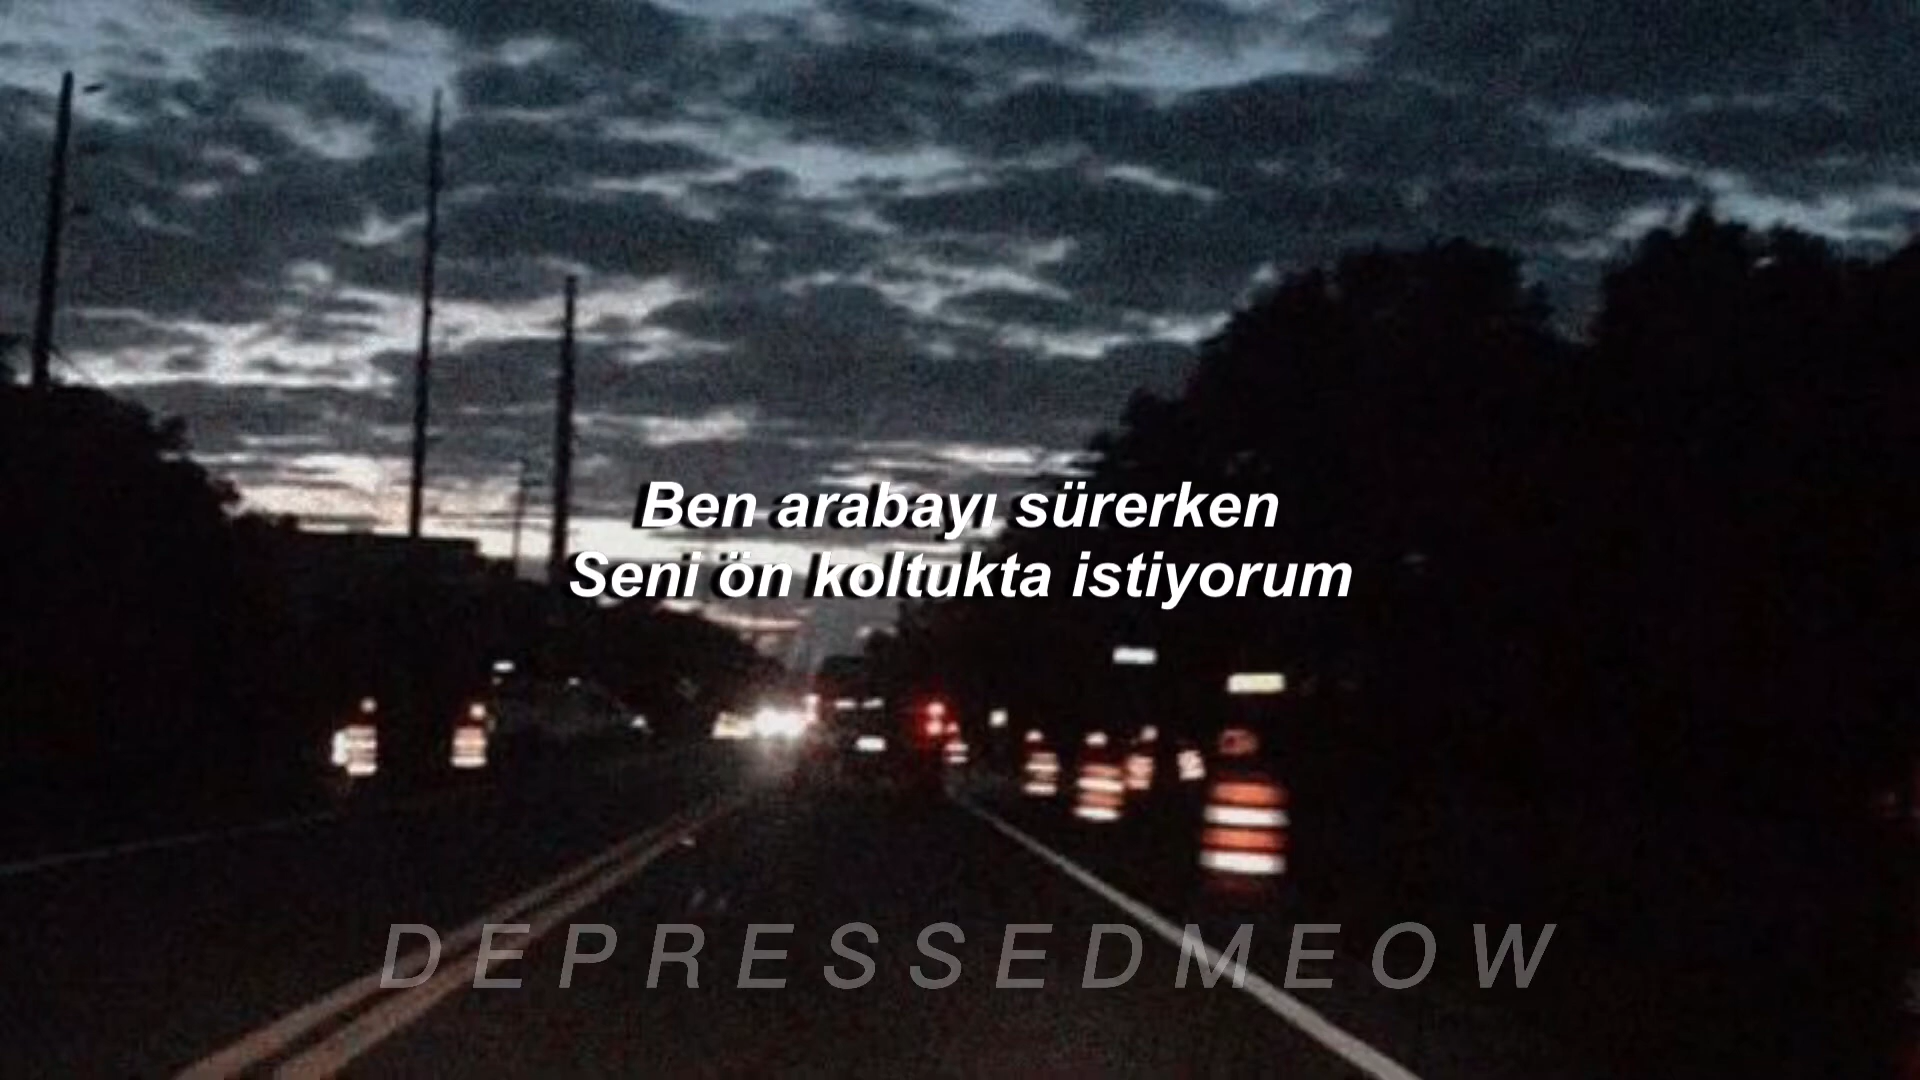 Ben arabayı sürerken
Seni ön koltukta istiyorum
DEPRESSEDMEOW